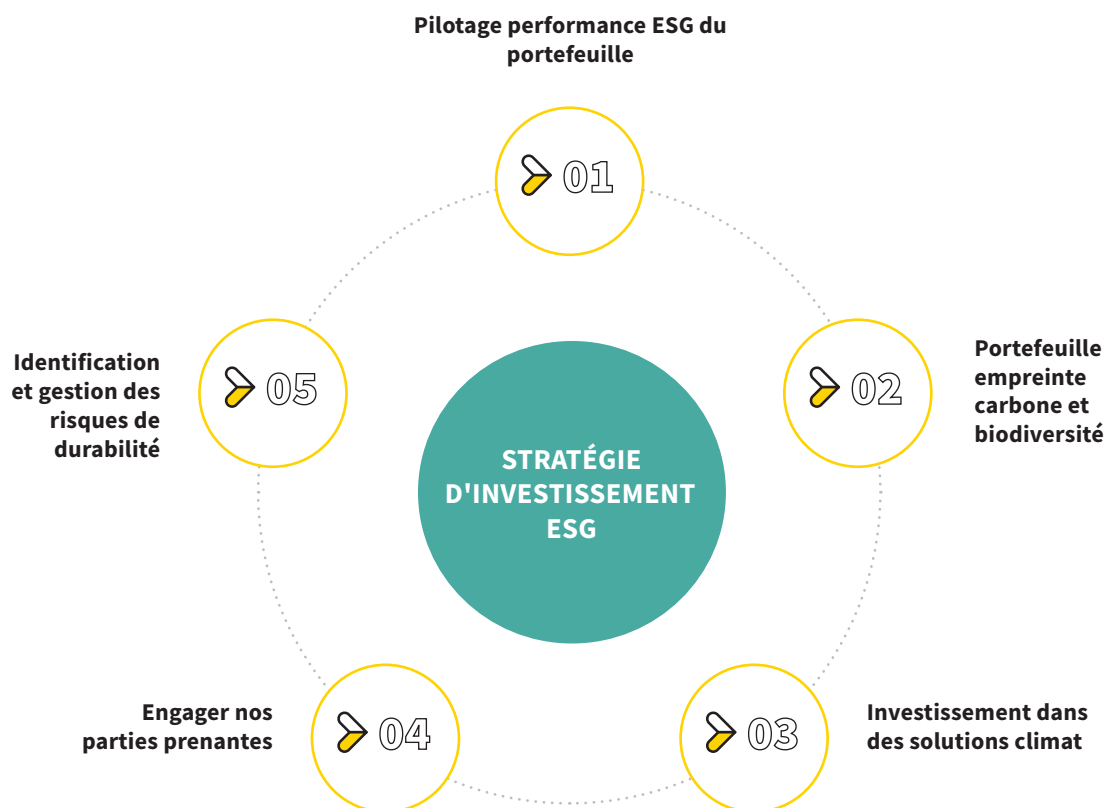 Pilotage performance ESG du
portefeuille
01
02
Portefeuille
empreinte
carbone et
biodiversité
03
Investissement dans
des solutions climat
04
Engager nos
parties prenantes
05
Identification
et gestion des
risques de
durabilité
STRATÉGIE
D'INVESTISSEMENT
ESG